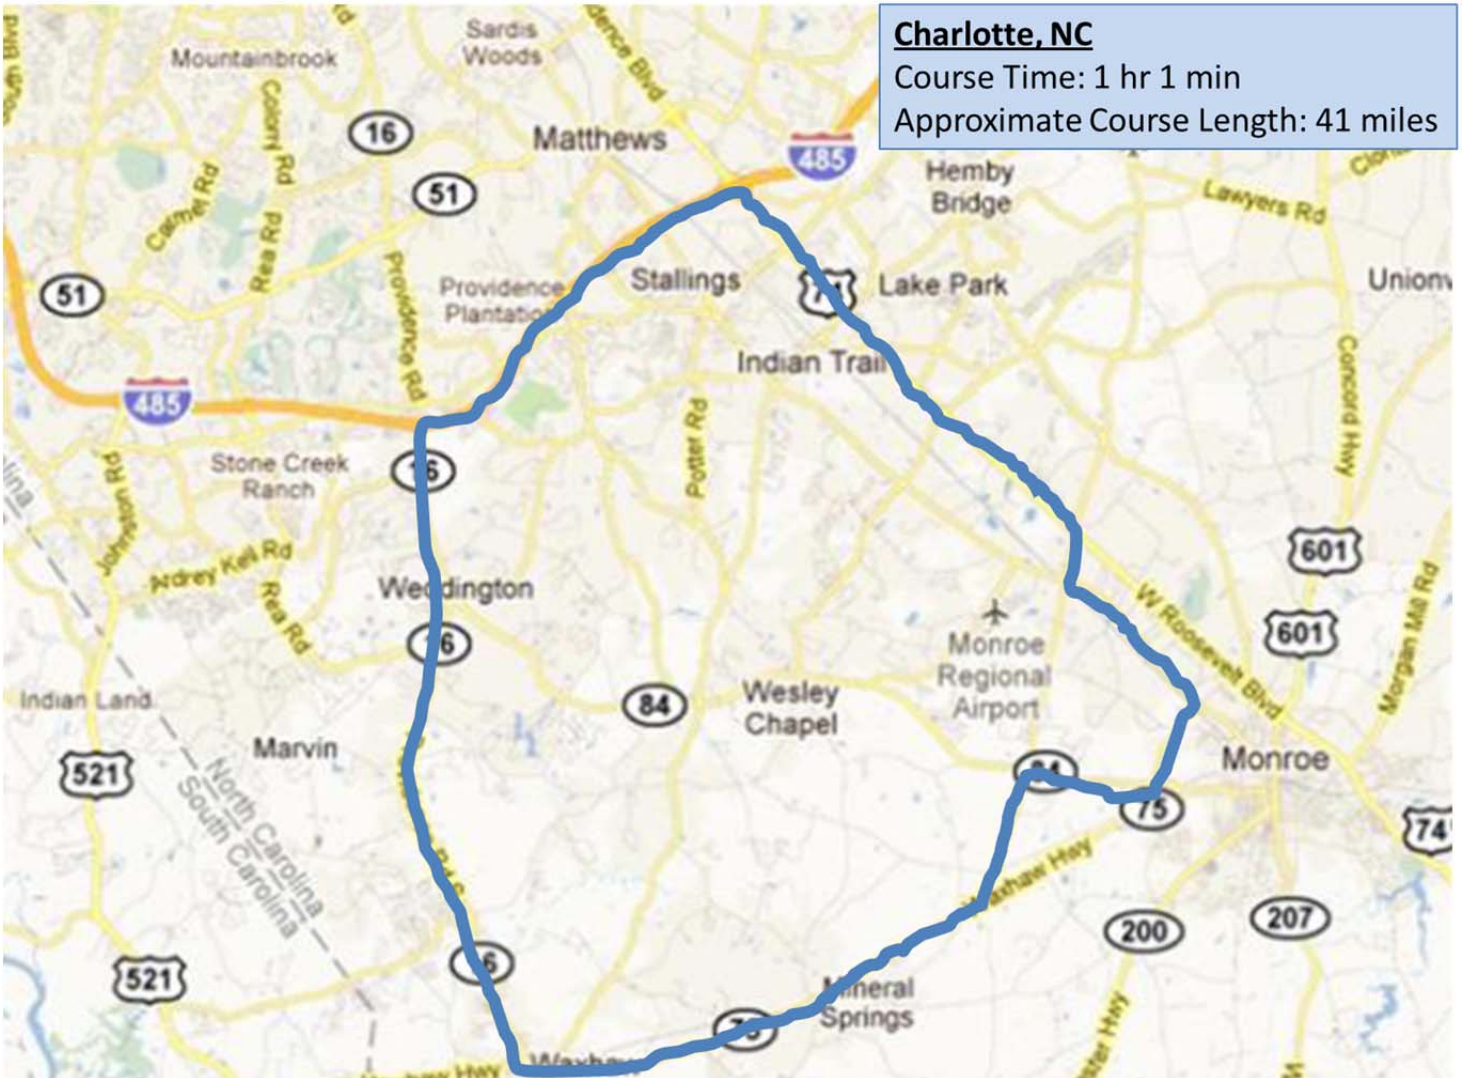 Charlotte, NC
Course Time: 1 hr 1 min
Approximate Course Length: 41 miles
Sardis
Woods
Mountainbrook
Colony Rd
16
Matthews
485
Hemby
Bridge
Lawyers Rd
51
Carmel Rd
Rea Rd
Providence Rd
51
Providence
Stallings
Lake Park
Indian Trail
Concord Hwy
485
Potter Rd
Stone Creek
Ranch
Johnston Rd
Ardrey Kell Rd
Rea Rd
Weddington
601
601
W Roosevelt Blvd
Morgan Mill Rd
Monroe
Regional
Airport
Indian Land
84
Wesley
Chapel
Marvin
521
North Carolina
South Carolina
Monroe
75
74
Waxhaw Hwy
200
207
521
Mineral
Springs
Waxhaw